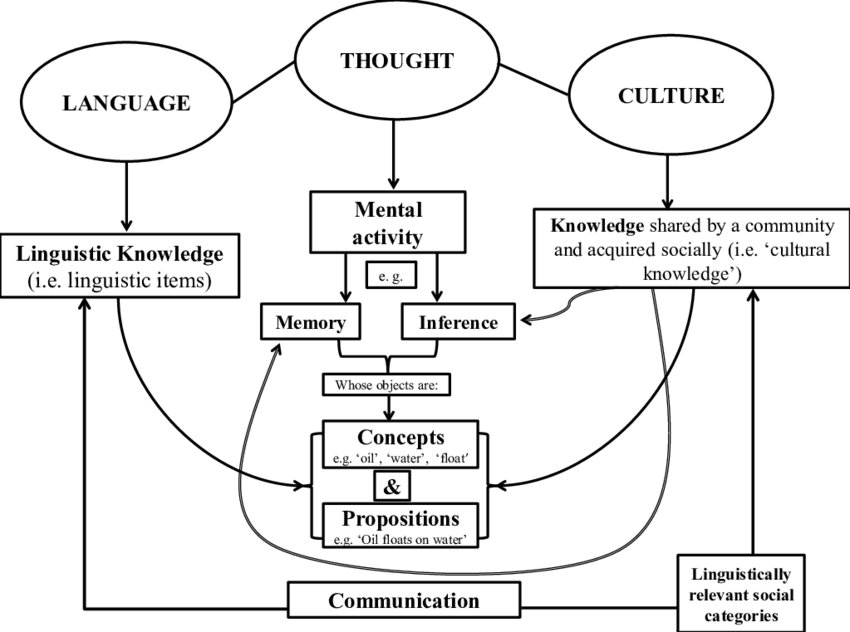 THOUGHT
LANGUAGE
CULTURE
Mental
activity
Knowledge shared by a community
and acquired socially (i.e. ‘cultural
knowledge’)
Linguistic Knowledge
(i.e. linguistic items)
e. g.
Memory
Inference
Whose objects are:
Concepts
e.g. ‘oil’, ‘water’, ‘float’
&
Propositions
e.g. ‘Oil floats on water’
Communication
Linguistically
relevant social
categories